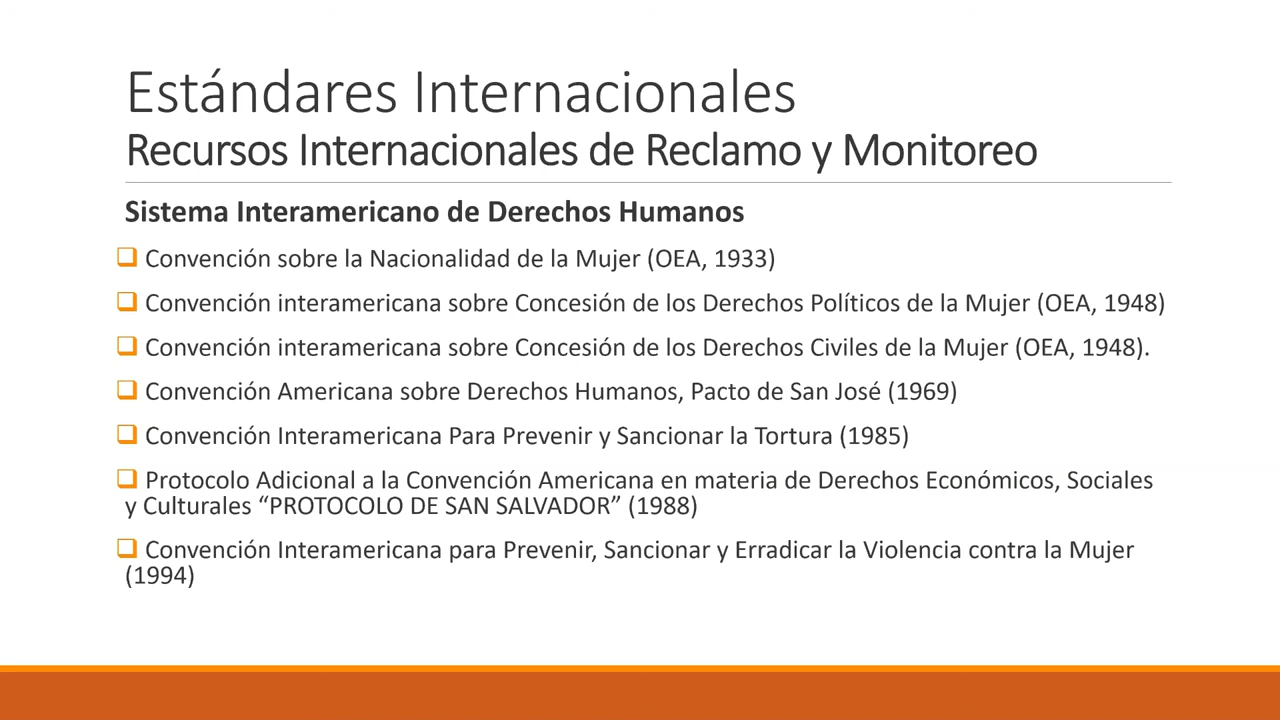 Estándares Internacionales
Recursos Internacionales de Reclamo y Monitoreo
Sistema Interamericano de Derechos Humanos
Convención sobre la Nacionalidad de la Mujer (OEA, 1933)
Convención interamericana sobre Concesión de los Derechos Políticos de la Mujer (OEA, 1948)
Convención interamericana sobre Concesión de los Derechos Civiles de la Mujer (OEA, 1948).
Convención Americana sobre Derechos Humanos, Pacto de San José (1969)
Convención Interamericana Para Prevenir y Sancionar la Tortura (1985)
Protocolo Adicional a la Convención Americana en materia de Derechos Económicos, Sociales
y Culturales “PROTOCOLO DE SAN SALVADOR” (1988)
Convención Interamericana para Prevenir, Sancionar y Erradicar la Violencia contra la Mujer
(1994)